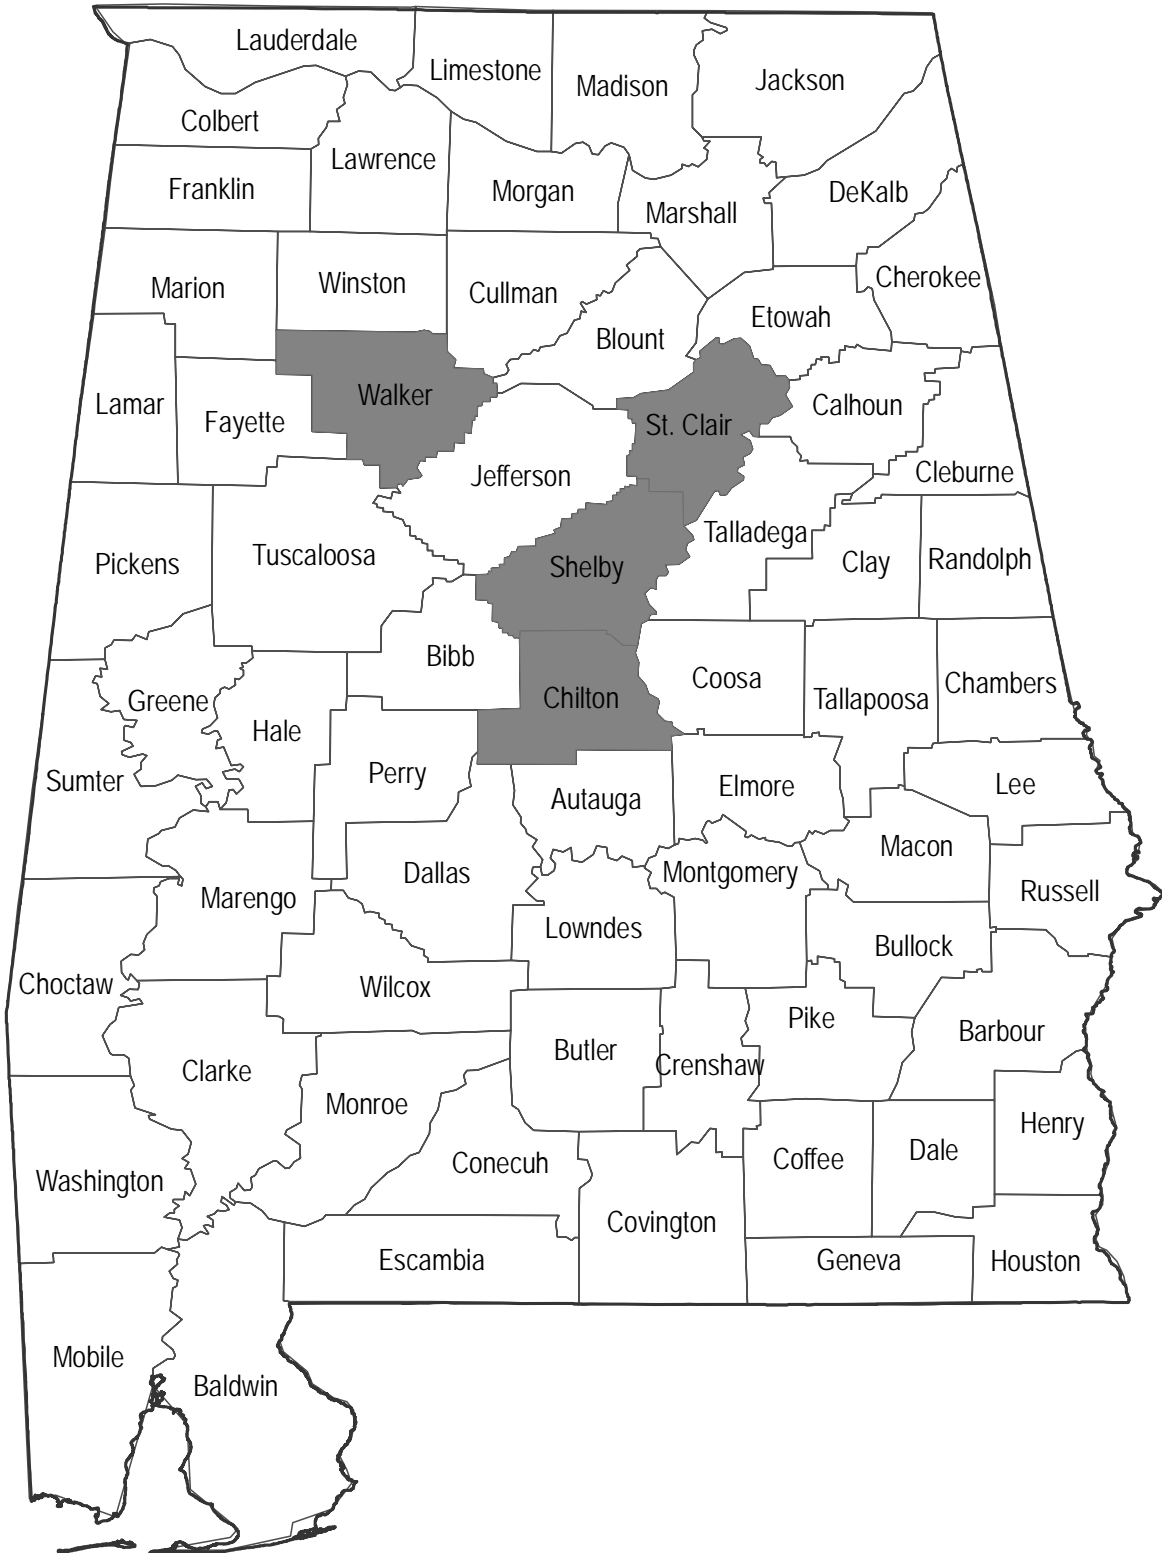 Lauderdale
Limestone
Madison
Jackson
Colbert
Lawrence
Franklin
Morgan
DeKalb
Marshall
Marion
Winston
Cullman
Cherokee
Etowah
Blount
Walker
Lamar
Fayette
St. Clair
Calhoun
Jefferson
Cleburne
Talladega
Pickens
Tuscaloosa
Shelby
Clay
Randolph
Bibb
Greene
Hale
Chilton
Coosa
Tallapoosa
Chambers
Sumter
Perry
Autauga
Elmore
Lee
Marengo
Dallas
Montgomery
Macon
Russell
Lowndes
Bullock
Choctaw
Wilcox
Pike
Barbour
Clarke
Butler
Crenshaw
Monroe
Henry
Washington
Conecuh
Coffee
Dale
Covington
Escambia
Geneva
Houston
Mobile
Baldwin